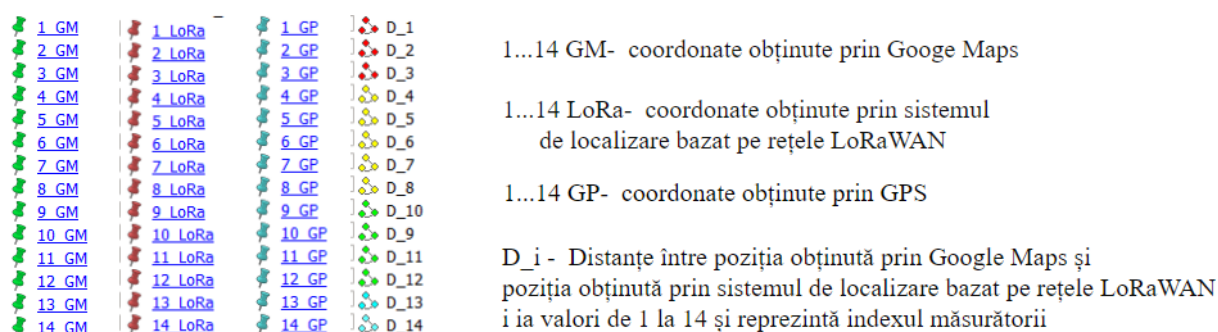 1 GM 1 LoRa 1 GP D_1
2 GM 2 LoRa 2 GP D_2
3 GM 3 LoRa 3 GP D_3
4 GM 4 LoRa 4 GP D_4
5 GM 5 LoRa 5 GP D_5
6 GM 6 LoRa 6 GP D_6
7 GM 7 LoRa 7 GP D_7
8 GM 8 LoRa 8 GP D_8
9 GM 9 LoRa 9 GP D_10
10 GM 10 LoRa 10 GP D_9
11 GM 11 LoRa 11 GP D_11
12 GM 12 LoRa 12 GP D_12
13 GM 13 LoRa 13 GP D_13
14 GM 14 LoRa 14 GP D_14
1...14 GM- coordonate obținute prin Googe Maps
1...14 LoRa- coordonate obținute prin sistemul
de localizare bazat pe rețele LoRaWAN
1...14 GP- coordonate obținute prin GPS
D_i - Distanțe între poziția obținută prin Google Maps și
poziția obținută prin sistemul de localizare bazat pe rețele LoRaWAN
i ia valori de 1 la 14 și reprezintă indexul măsurătorii